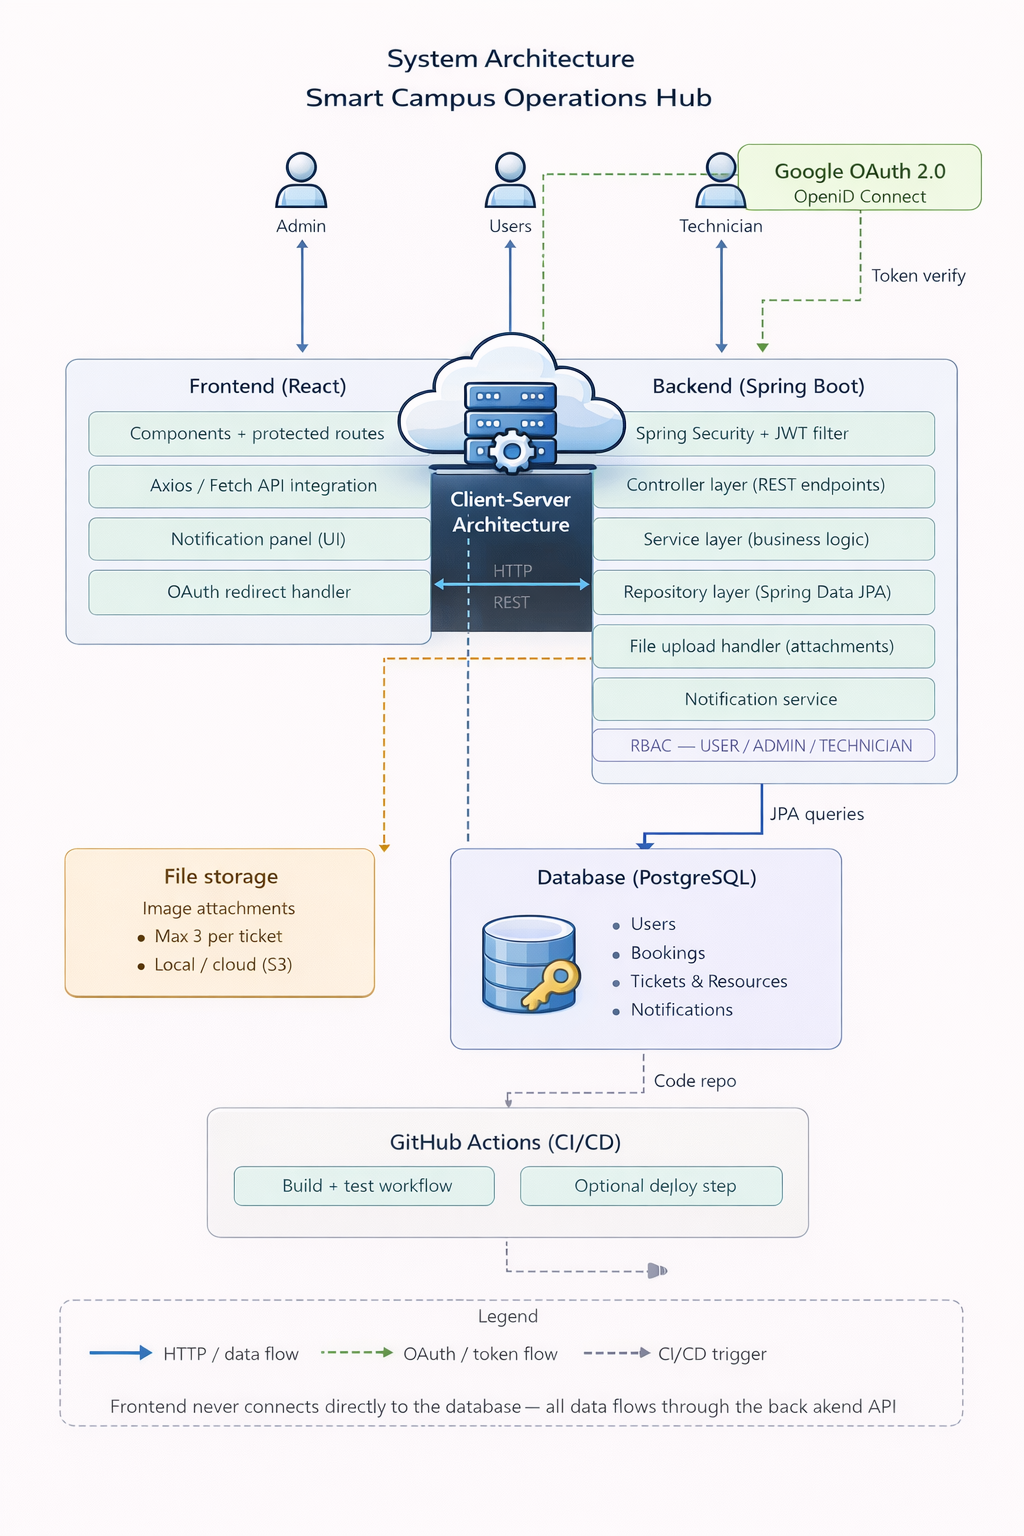 System Architecture
Smart Campus Operations Hub
Admin
Users
Technician
Google OAuth 2.0
OpeniD Connect
Token verify
Frontend (React)
Components + protected routes
Axios / Fetch API integration
Notification panel (UI)
OAuth redirect handler
Client-Server
Architecture
HTTP
REST
Backend (Spring Boot)
Spring Security + JWT filter
Controller layer (REST endpoints)
Service layer (business logic)
Repository layer (Spring Data JPA)
File upload handler (attachments)
Notification service
RBAC — USER / ADMIN / TECHNICIAN
JPA queries
File storage
Image attachments
• Max 3 per ticket
• Local / cloud (S3)
Database (PostgreSQL)
• Users
• Bookings
• Tickets & Resources
• Notifications
Code repo
GitHub Actions (CI/CD)
Build + test workflow
Optional dejloy step
Legend
HTTP / data flow
OAuth / token flow
CI/CD trigger
Frontend never connects directly to the database — all data flows through the back akend API